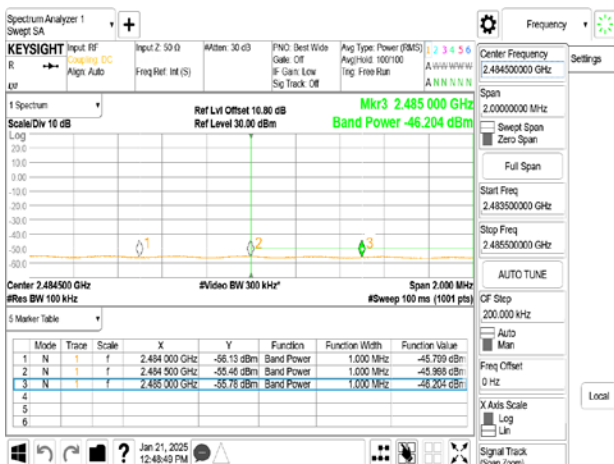 Spectrum Analyzer 1
Swept SA
+
Frequency
Settings
KEYSIGHT
R
Input: RF
Coupling: DC
Align: Auto
Input Z: 50 Ω
Freq Ref: Int (S)
#Atten: 30 dB
PNO: Best Wide
Gate: Off
IF Gain: Low
Sig Track: Off
Avg Type: Power (RMS)
Avg|Hold: 100/100
Trig: Free Run
1 2 3 4 5 6
A W W W W W
A N N N N N
1 Spectrum
Scale/Div 10 dB
Log
Ref Lvl Offset 10.80 dB
Ref Level 30.00 dBm
Mkr3 2.485 000 GHz
Band Power -46.204 dBm
20.0
10.0
0.00
-10.0
-20.0
-30.0
-40.0
-50.0
-60.0
1
2
3
Center 2.484500 GHz
#Video BW 300 kHz*
Span 2.000 MHz
#Res BW 100 kHz
#Sweep 100 ms (1001 pts)
5 Marker Table
Mode Trace Scale X Y Function Function Width Function Value
1 N 1 f 2.484 000 GHz -56.13 dBm Band Power 1.000 MHz -45.799 dBm
2 N 1 f 2.484 500 GHz -55.46 dBm Band Power 1.000 MHz -45.998 dBm
3 N 1 f 2.485 000 GHz -55.78 dBm Band Power 1.000 MHz -46.204 dBm
4
5
6
Jan 21, 2025
12:48:49 PM
?
Center Frequency
2.484500000 GHz
Span
2.00000000 MHz
Swept Span
Zero Span
Full Span
Start Freq
2.483500000 GHz
Stop Freq
2.485500000 GHz
AUTO TUNE
CF Step
200.000 kHz
Auto
Man
Freq Offset
0 Hz
X Axis Scale
Log
Lin
Signal Track
(Span Zoom)
Local